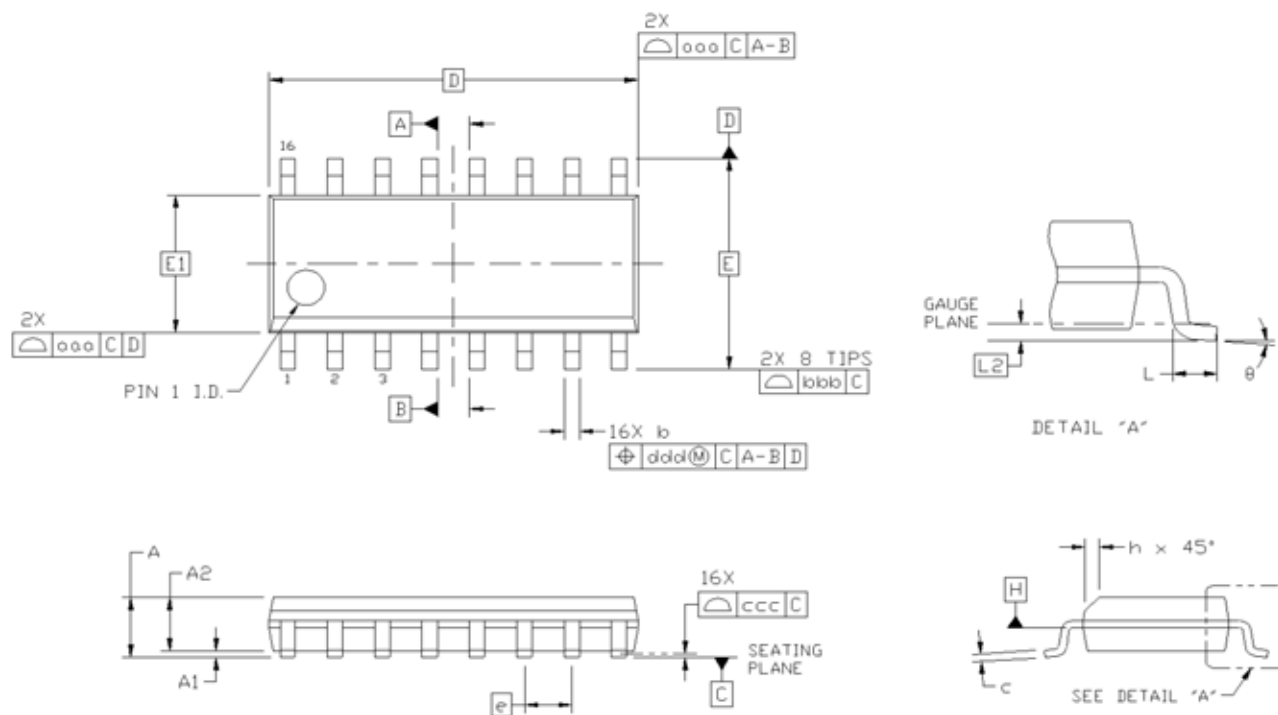 2X
⌓ aaa C A-B
D
A
D
16
E1
E
2X
⌓ aaa C D
1 2 3
PIN 1 I.D.
B
2X 8 TIPS
⌓ bbb C
16X b
⌖ dddⓂ C A-B D
GAUGE
PLANE
L2
L
θ
DETAIL "A"
A
A2
A1
16X
⌓ ccc C
SEATING
PLANE
C
e
h x 45°
H
c
SEE DETAIL "A"